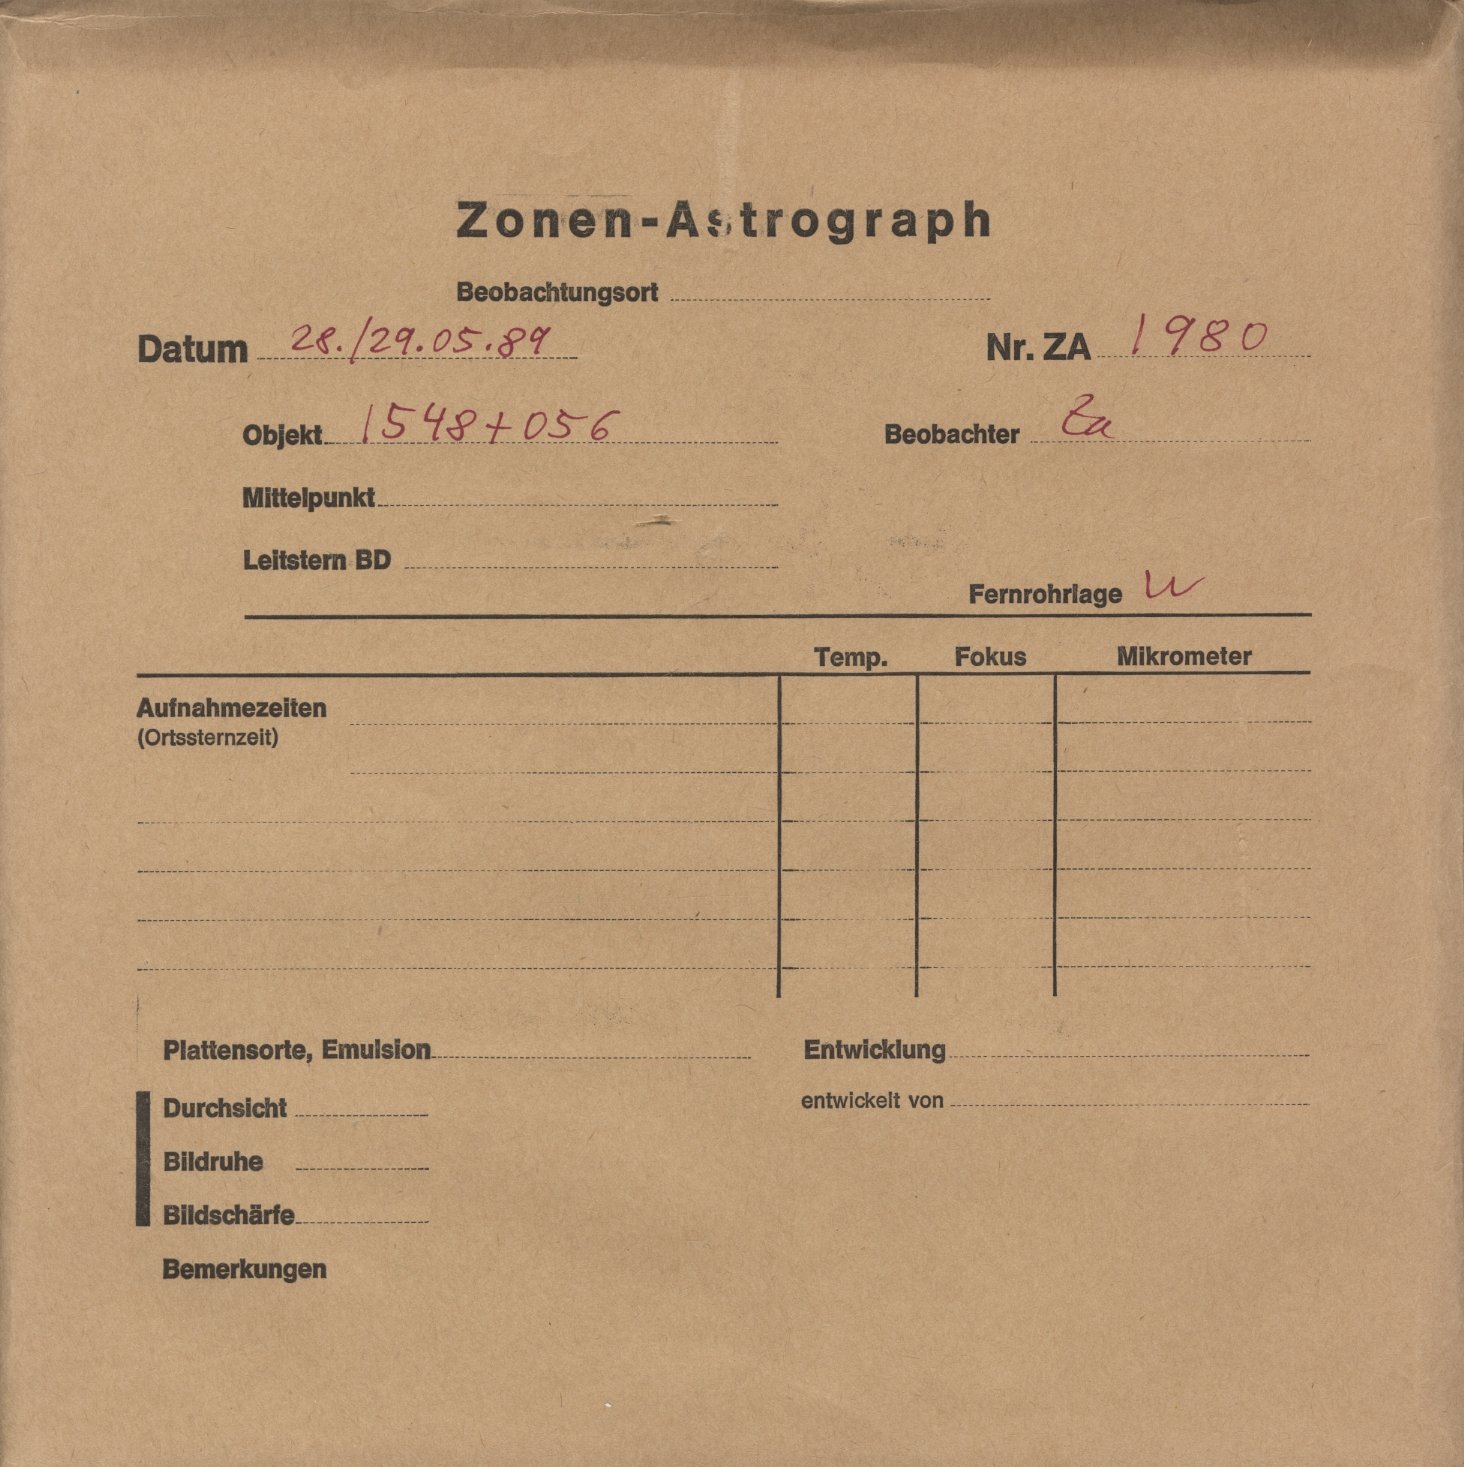 Zonen-Astrograph
Beobachtungsort
Datum 28./29.05.89 Nr. ZA 1980
Objekt 1548+056 Beobachter Za
Mittelpunkt
Leitstern BD
Fernrohrlage W
Temp. Fokus Mikrometer
Aufnahmezeiten
(Ortssternzeit)
Plattensorte, Emulsion Entwicklung
Durchsicht entwickelt von
Bildruhe
Bildschärfe
Bemerkungen